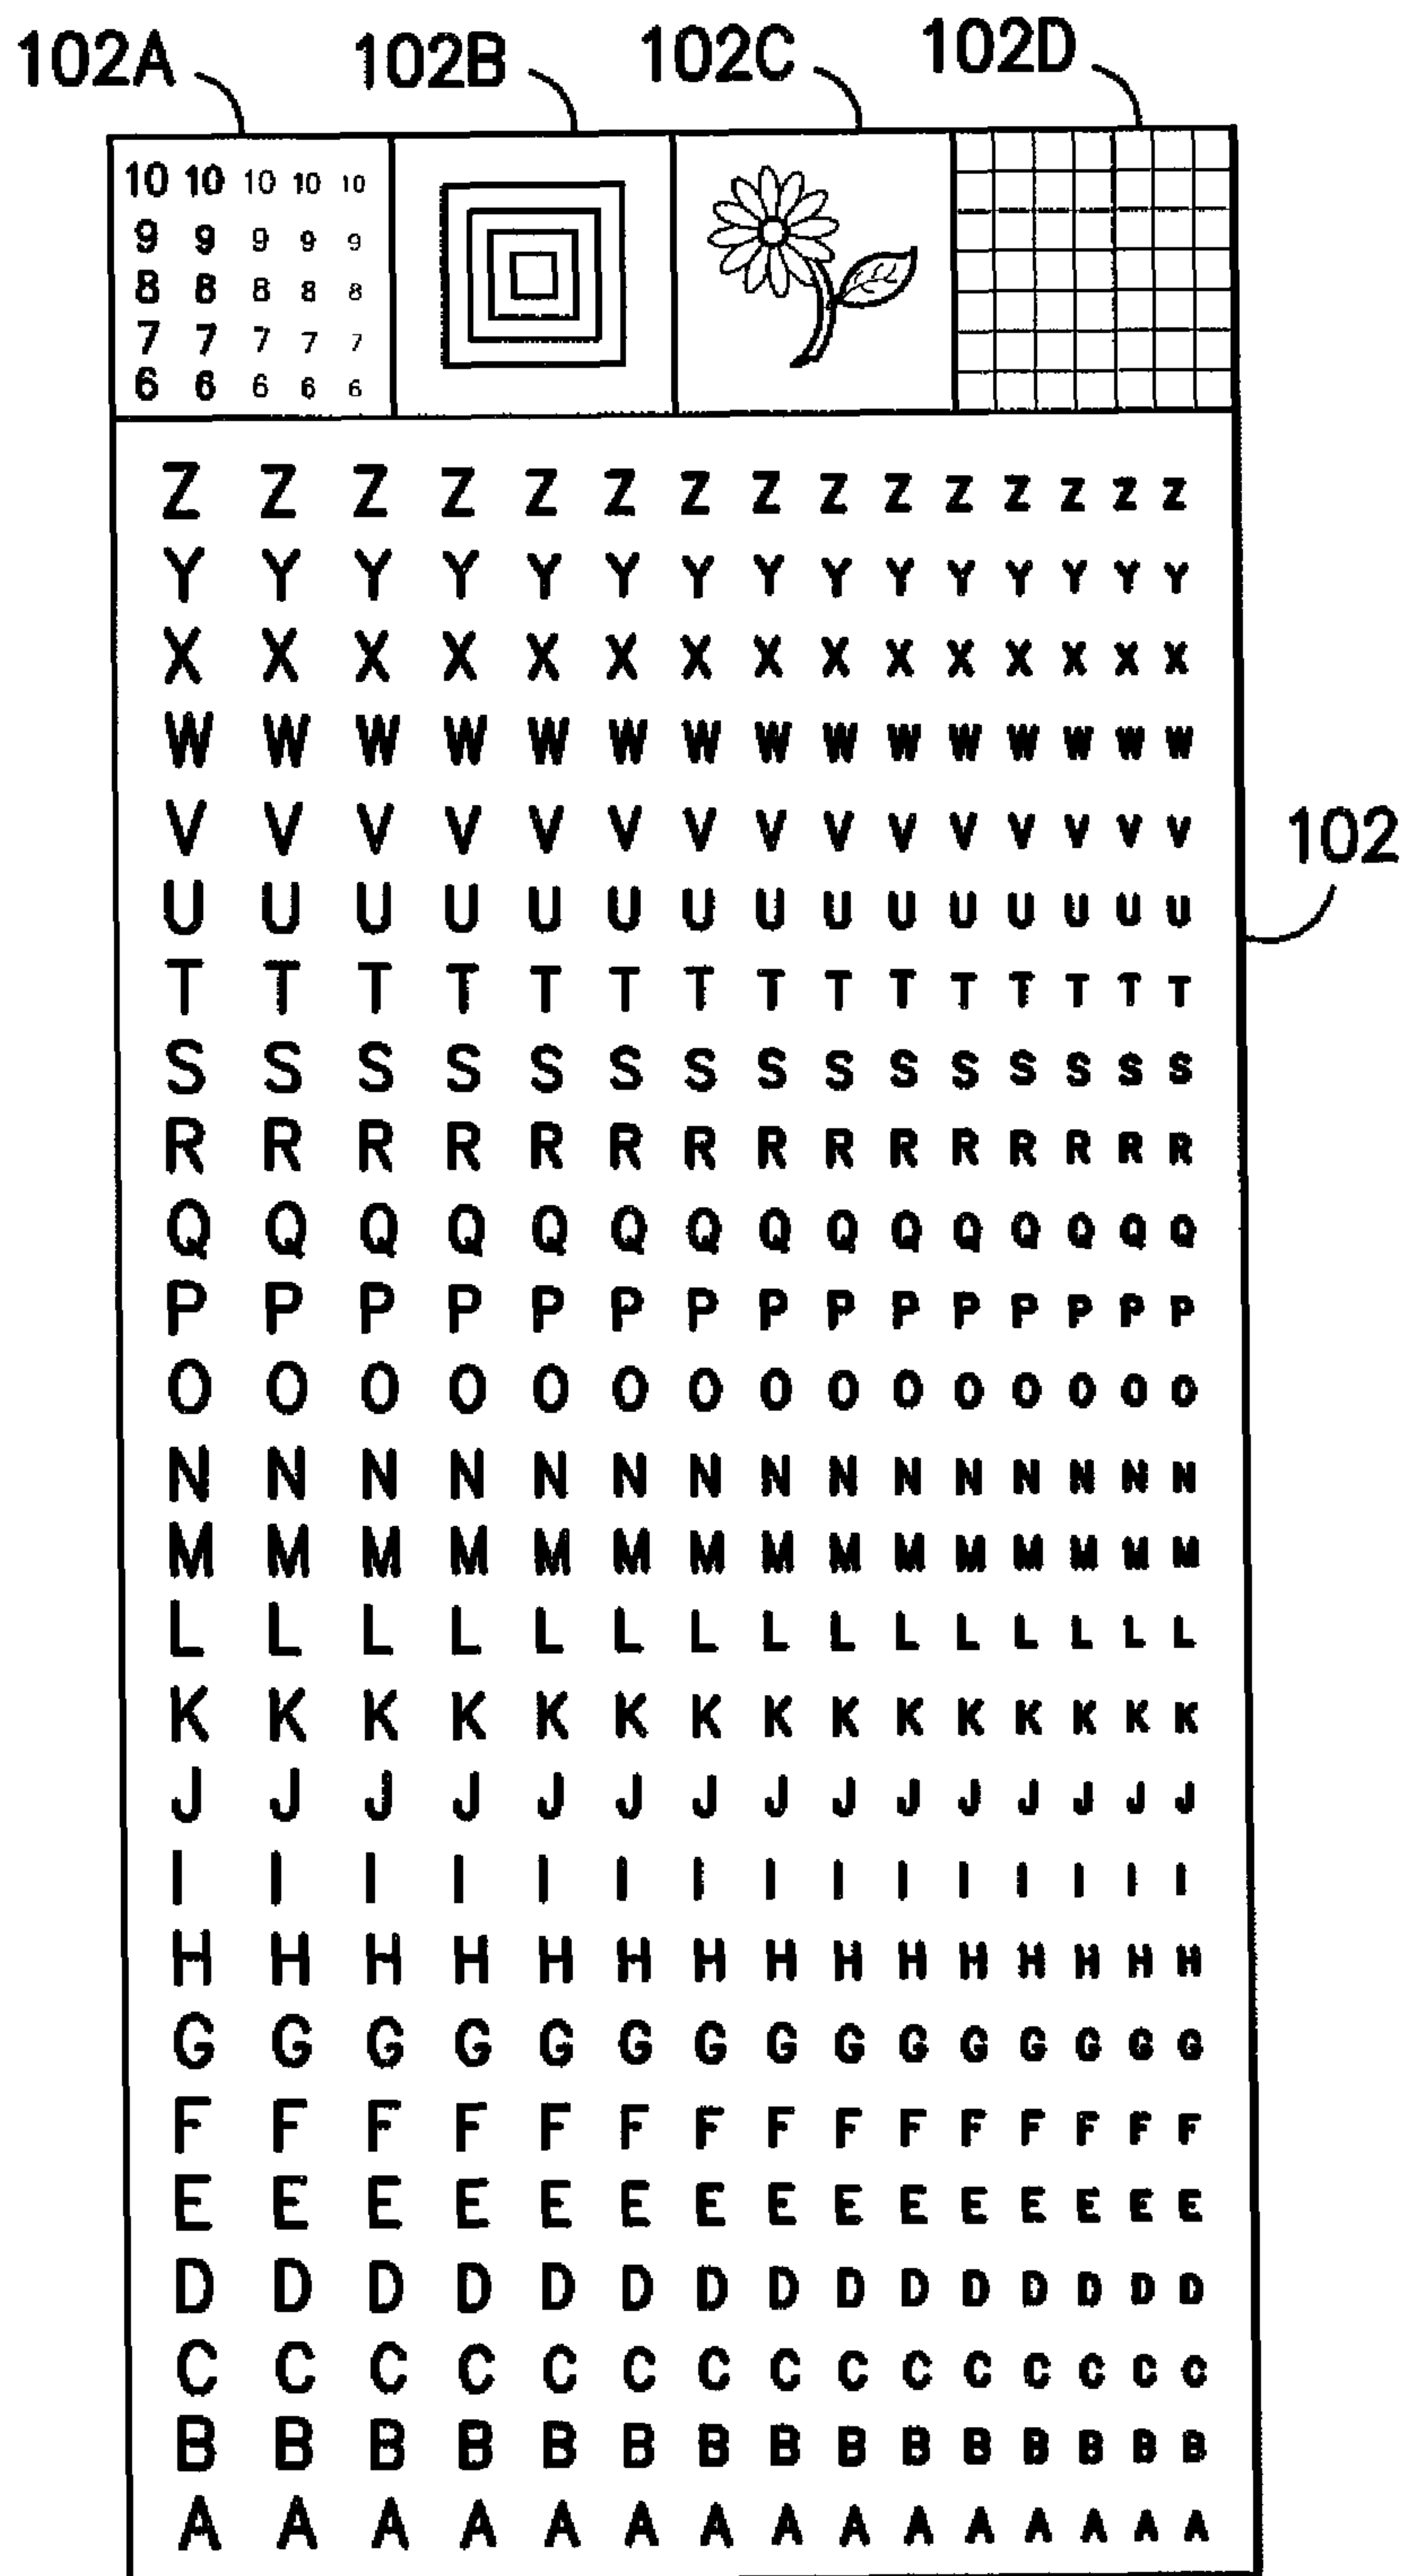 102A 102B 102C 102D
10 10 10 10 10
9 9 9 9 9
8 8 8 8 8
7 7 7 7 7
6 6 6 6 6
Z Z Z Z Z Z Z Z Z Z Z Z Z Z Z
Y Y Y Y Y Y Y Y Y Y Y Y Y Y Y
X X X X X X X X X X X X X X X
W W W W W W W W W W W W W W W
V V V V V V V V V V V V V V V
102
U U U U U U U U U U U U U U U
T T T T T T T T T T T T T T T
S S S S S S S S S S S S S S S
R R R R R R R R R R R R R R R
Q Q Q Q Q Q Q Q Q Q Q Q Q Q Q
P P P P P P P P P P P P P P P
O O O O O O O O O O O O O O O
N N N N N N N N N N N N N N N
M M M M M M M M M M M M M M M
L L L L L L L L L L L L L L L
K K K K K K K K K K K K K K K
J J J J J J J J J J J J J J J
I I I I I I I I I I I I I I I
H H H H H H H H H H H H H H H
G G G G G G G G G G G G G G G
F F F F F F F F F F F F F F F
E E E E E E E E E E E E E E E
D D D D D D D D D D D D D D D
C C C C C C C C C C C C C C C
B B B B B B B B B B B B B B B
A A A A A A A A A A A A A A A